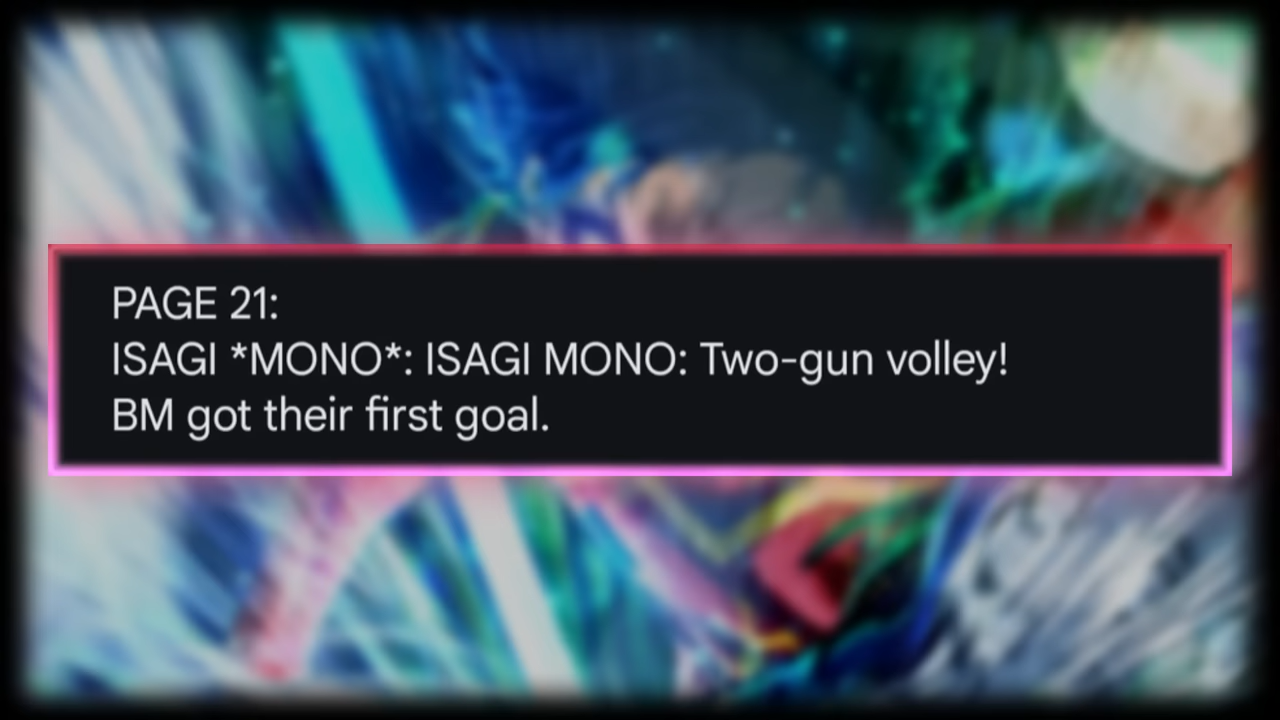 PAGE 21:
ISAGI *MONO*: ISAGI MONO: Two-gun volley!
BM got their first goal.